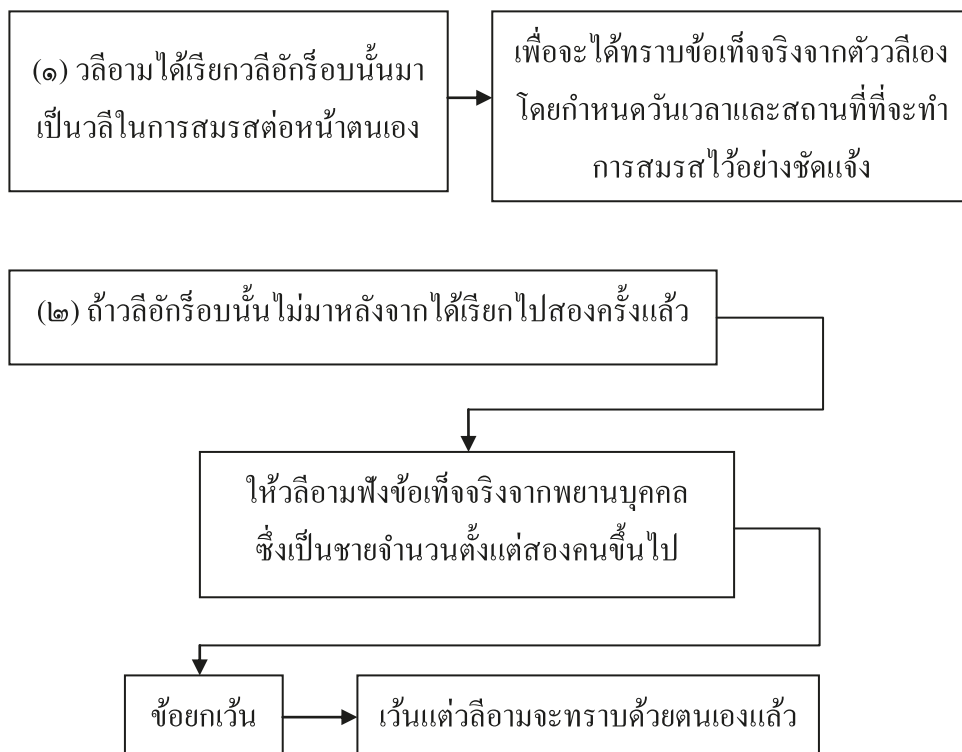 (๑) วลีอามได้เรียกวลีอักร็อบนั้นมา
เป็นวลีในการสมรสต่อหน้าตนเอง
เพื่อจะได้ทราบข้อเท็จจริงจากตัววลีเอง
โดยกำหนดวันเวลาและสถานที่ที่จะทำ
การสมรสไว้อย่างชัดแจ้ง
(๒) ถ้าวลีอักร็อบนั้นไม่มาหลังจากได้เรียกไปสองครั้งแล้ว
ให้วลีอามฟังข้อเท็จจริงจากพยานบุคคล
ซึ่งเป็นชายจำนวนตั้งแต่สองคนขึ้นไป
ข้อยกเว้น
เว้นแต่วลีอามจะทราบด้วยตนเองแล้ว